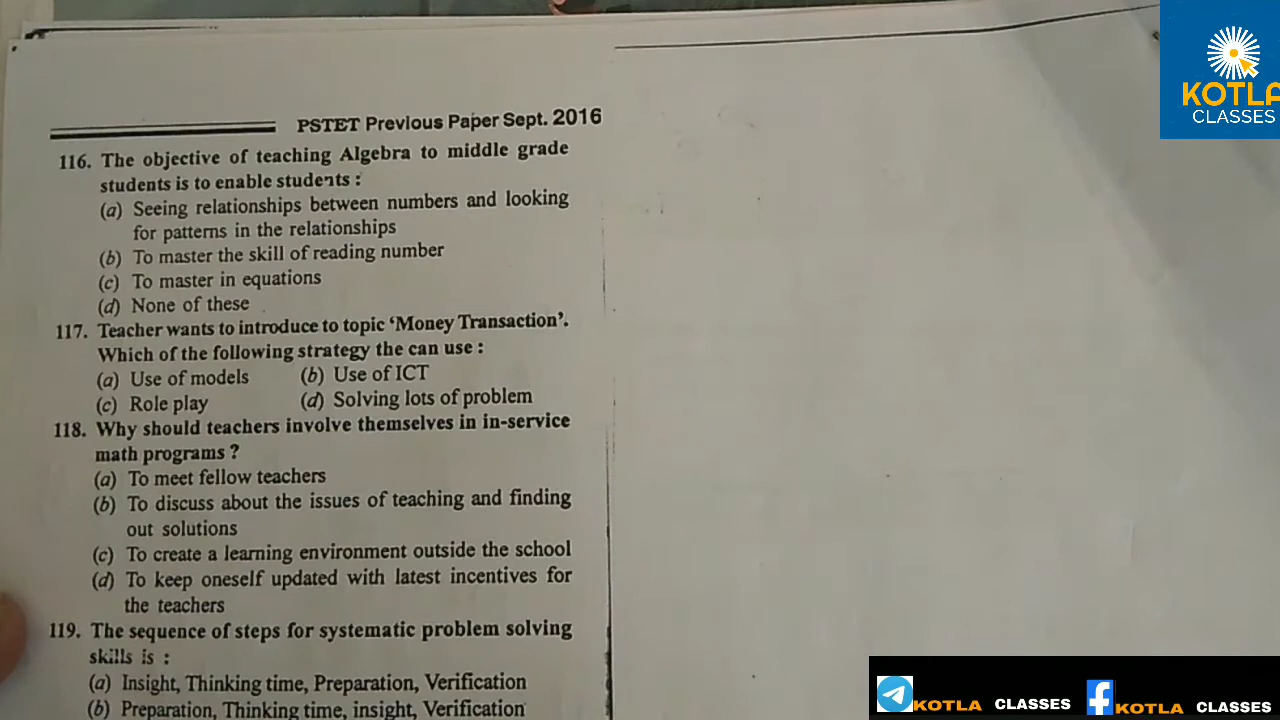 KOTLA
CLASSES
PSTET Previous Paper Sept. 2016
116. The objective of teaching Algebra to middle grade
students is to enable students :
(a) Seeing relationships between numbers and looking
for patterns in the relationships
(b) To master the skill of reading number
(c) To master in equations
(d) None of these
117. Teacher wants to introduce to topic ‘Money Transaction’.
Which of the following strategy the can use :
(a) Use of models (b) Use of ICT
(c) Role play (d) Solving lots of problem
118. Why should teachers involve themselves in in-service
math programs ?
(a) To meet fellow teachers
(b) To discuss about the issues of teaching and finding
out solutions
(c) To create a learning environment outside the school
(d) To keep oneself updated with latest incentives for
the teachers
119. The sequence of steps for systematic problem solving
skills is :
(a) Insight, Thinking time, Preparation, Verification
(b) Preparation, Thinking time, insight, Verification
KOTLA CLASSES KOTLA CLASSES